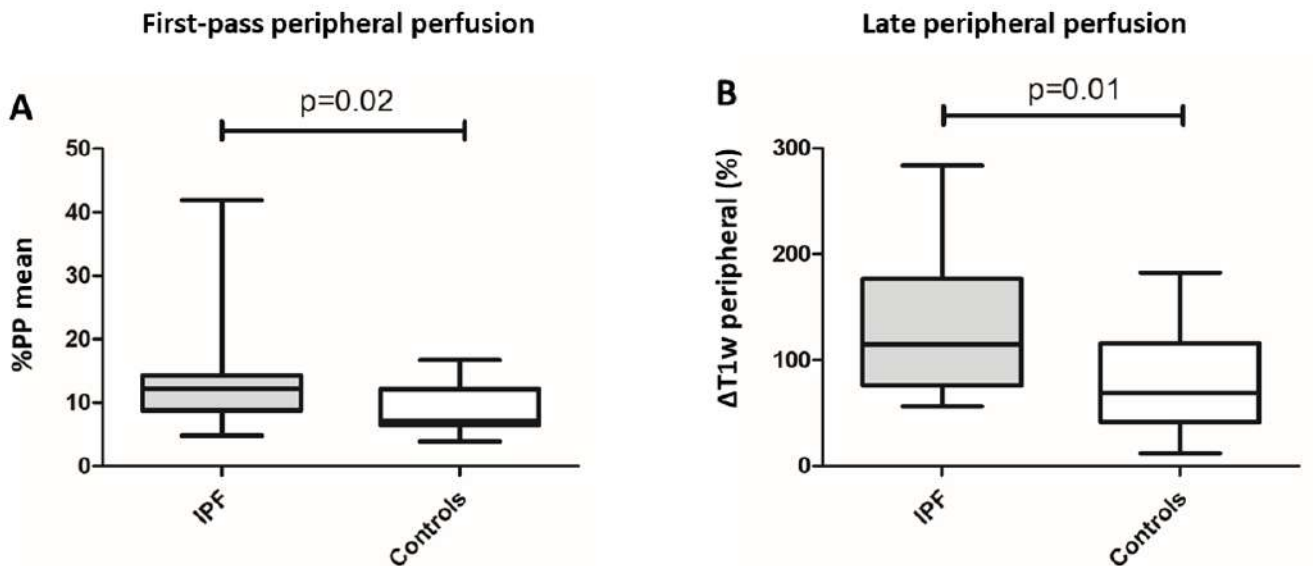 First-pass peripheral perfusion
A
p=0.02
%PP mean
50
40
30
20
10
0
IPF
Controls
Late peripheral perfusion
B
p=0.01
ΔT1w peripheral (%)
300
200
100
0
IPF
Controls